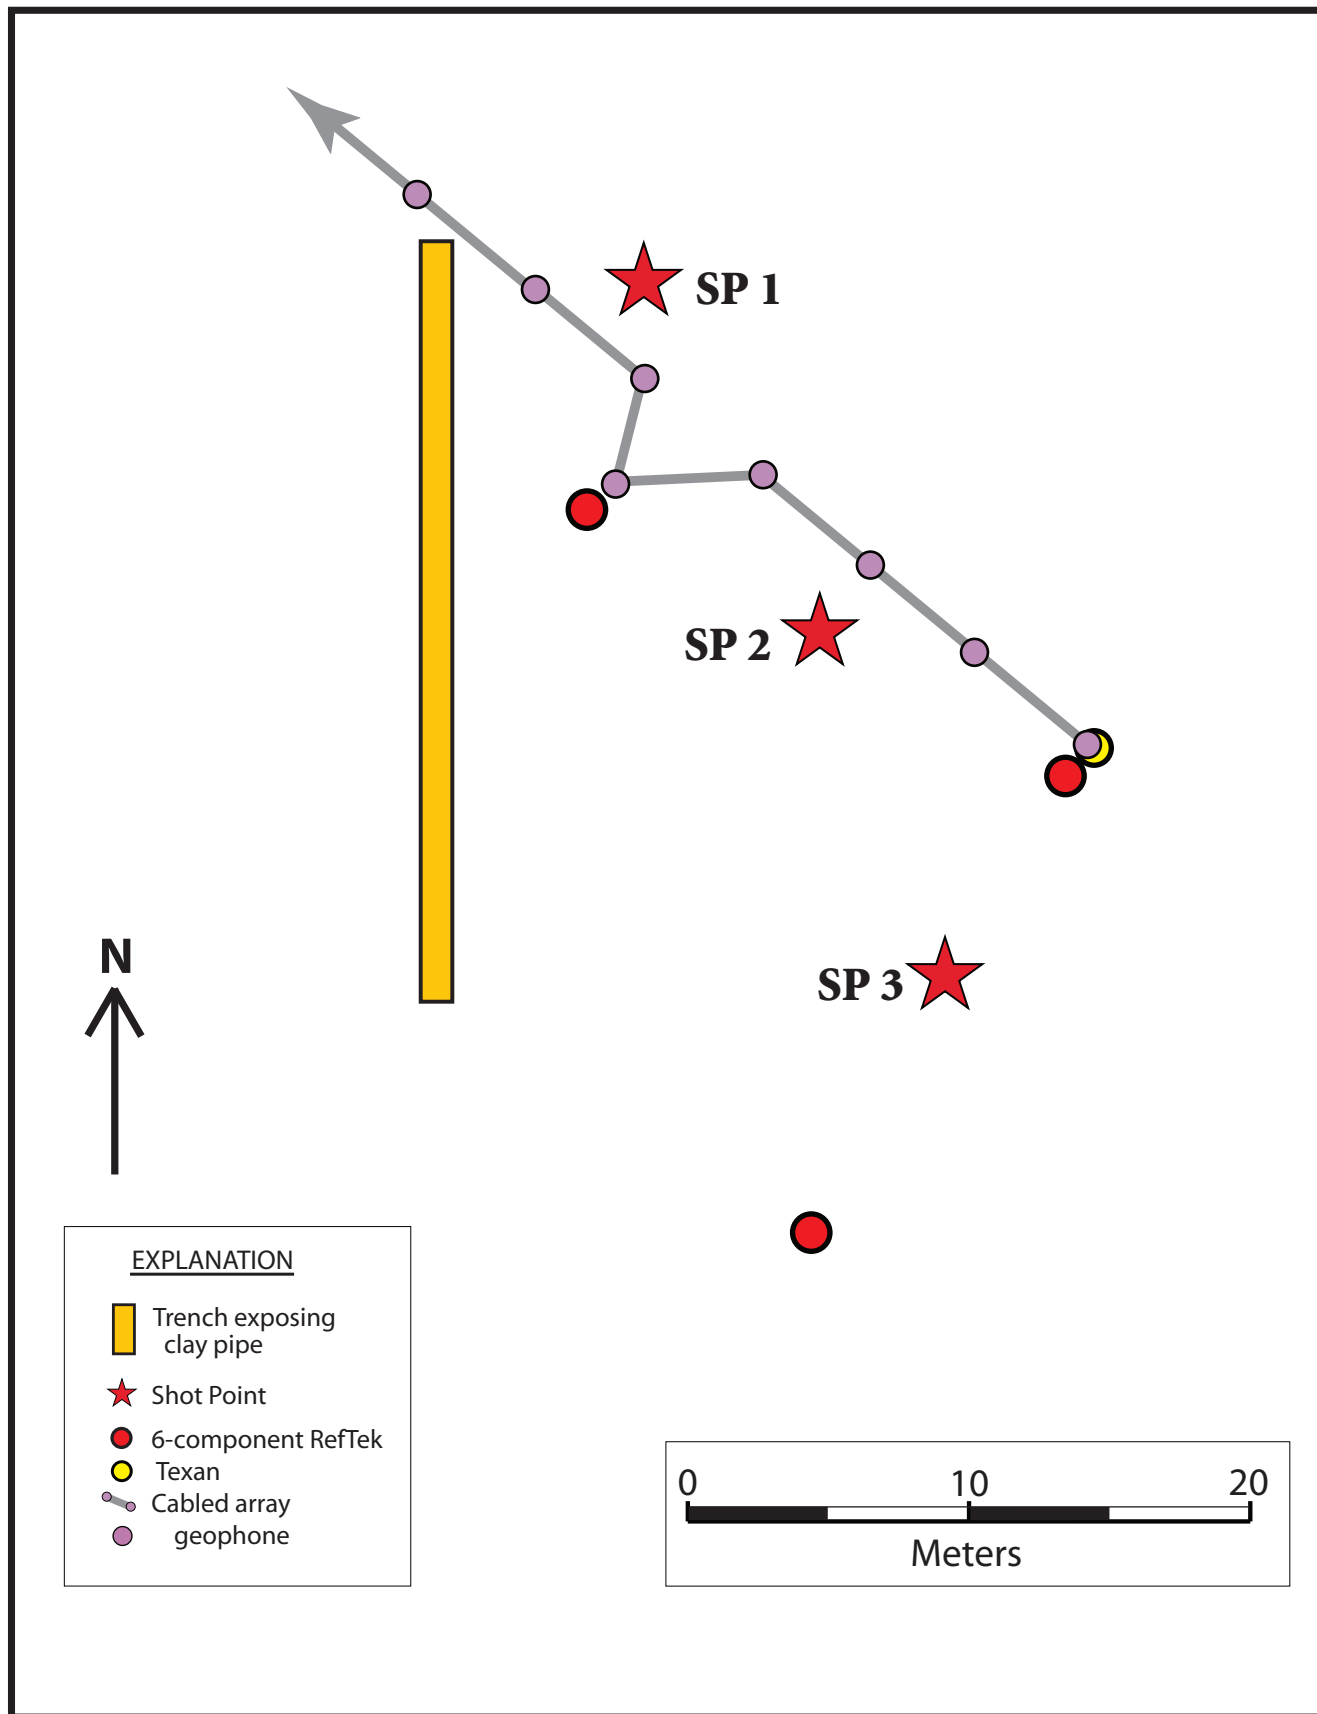 SP 1
SP 2
SP 3
N
EXPLANATION
Trench exposing
clay pipe
Shot Point
6-component RefTek
Texan
Cabled array
geophone
0 10 20
Meters